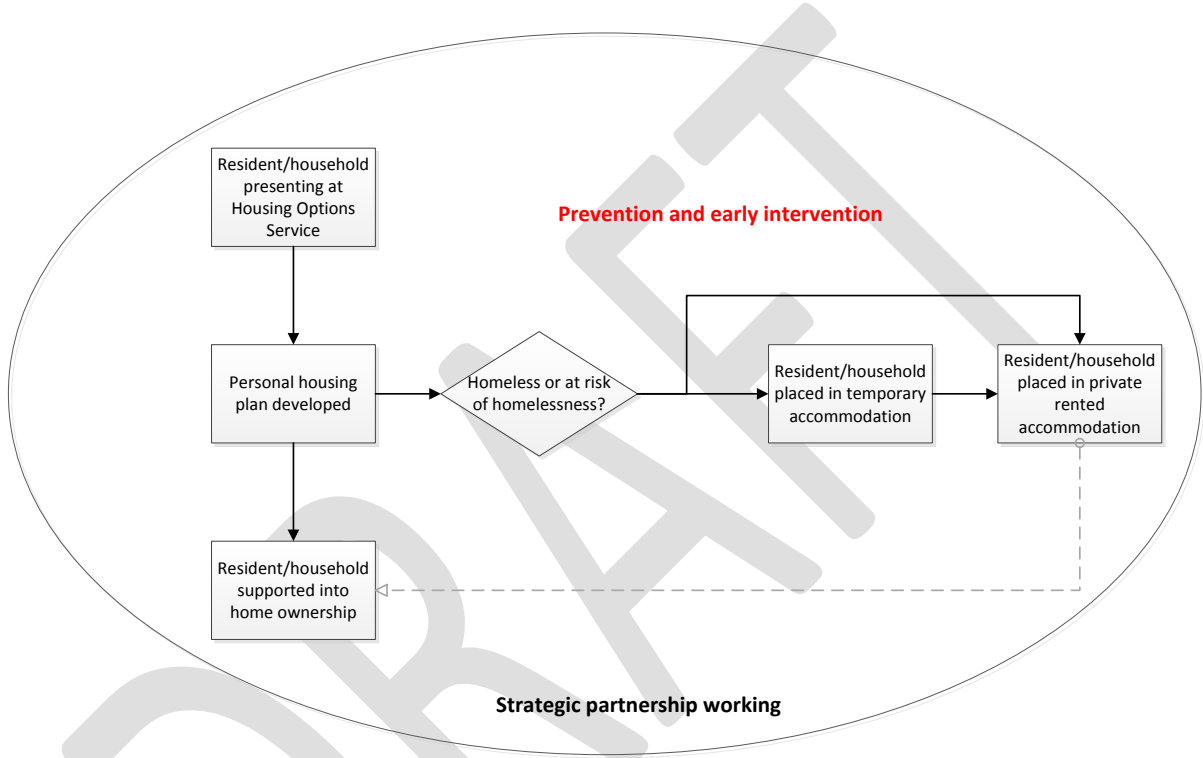 Resident/household
presenting at
Housing Options
Service
Prevention and early intervention
Personal housing
plan developed
Homeless or at risk
of homelessness?
Resident/household
placed in temporary
accommodation
Resident/household
placed in private
rented
accommodation
Resident/household
supported into
home ownership
Strategic partnership working
DRAFT